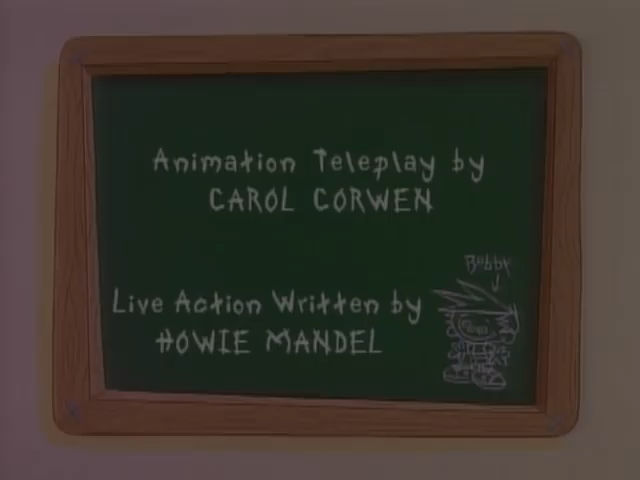 Animation Teleplay by
CAROL CORWEN
Live Action Written by
HOWIE MANDEL
Bobby